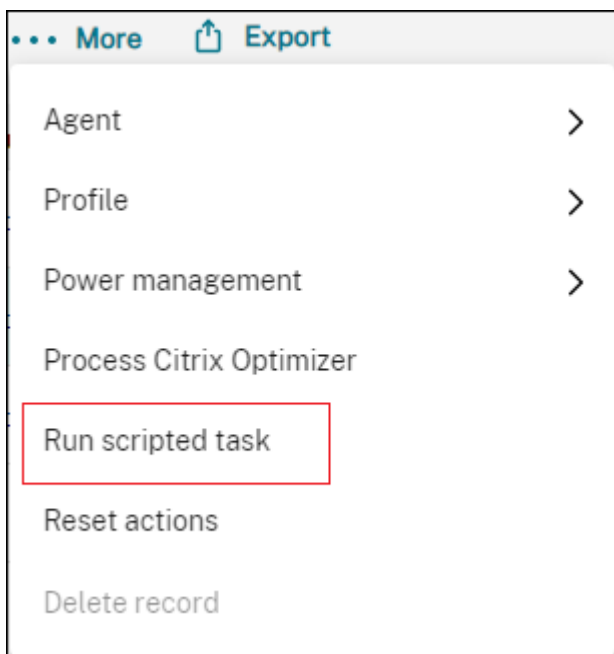 ••• More Export
Agent
Profile
Power management
Process Citrix Optimizer
Run scripted task
Reset actions
Delete record